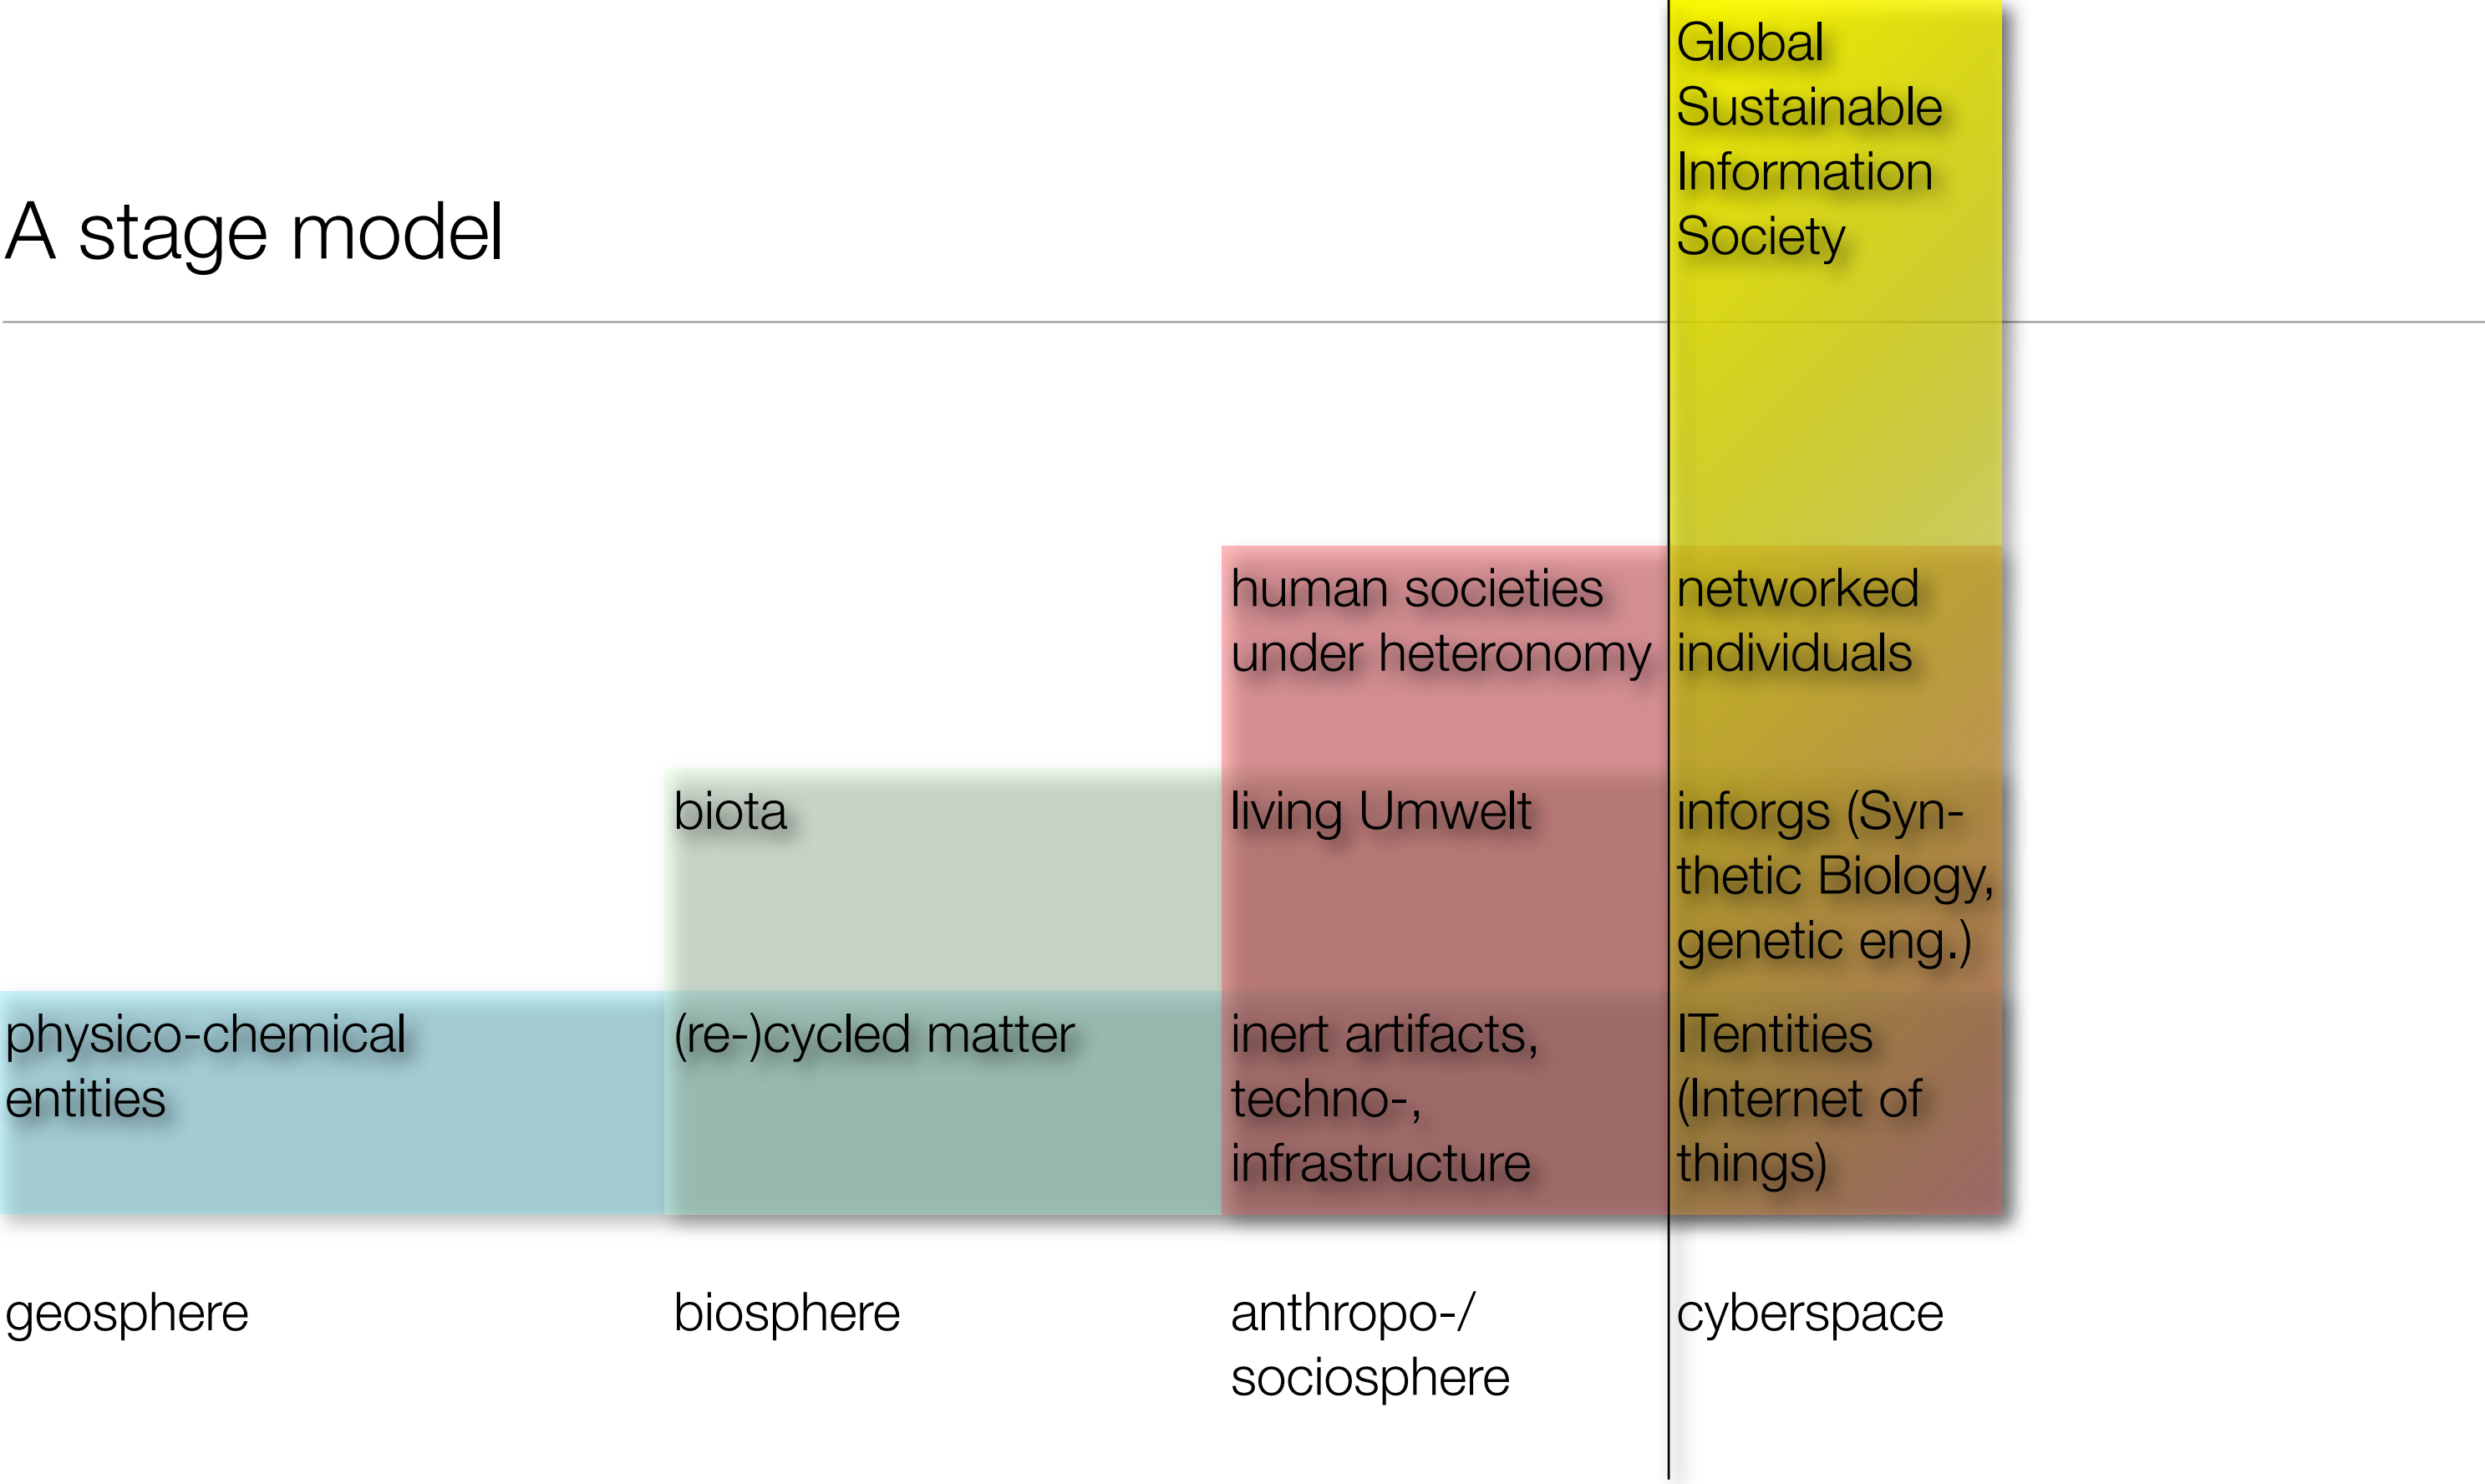 A stage model
Global
Sustainable
Information
Society
human societies
under heteronomy
networked
individuals
biota
living Umwelt
inforgs (Syn-
thetic Biology,
genetic eng.)
physico-chemical
entities
(re-)cycled matter
inert artifacts,
techno-,
infrastructure
ITentities
(Internet of
things)
geosphere
biosphere
anthropo-/
sociosphere
cyberspace